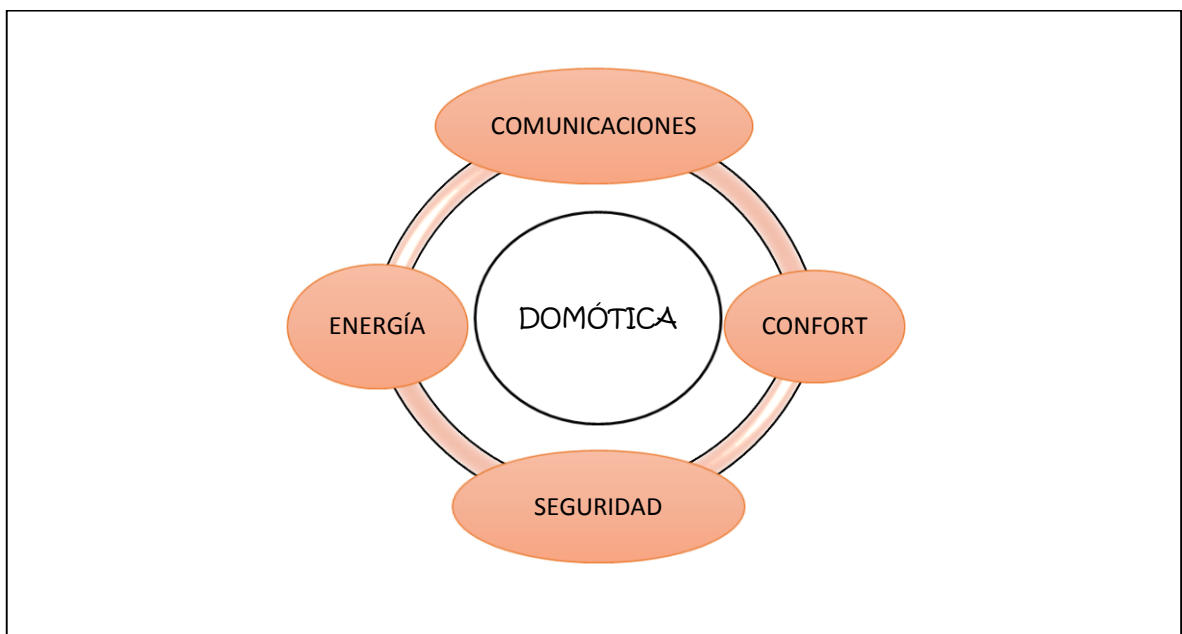 COMUNICACIONES
ENERGÍA
DOMÓTICA
CONFORT
SEGURIDAD